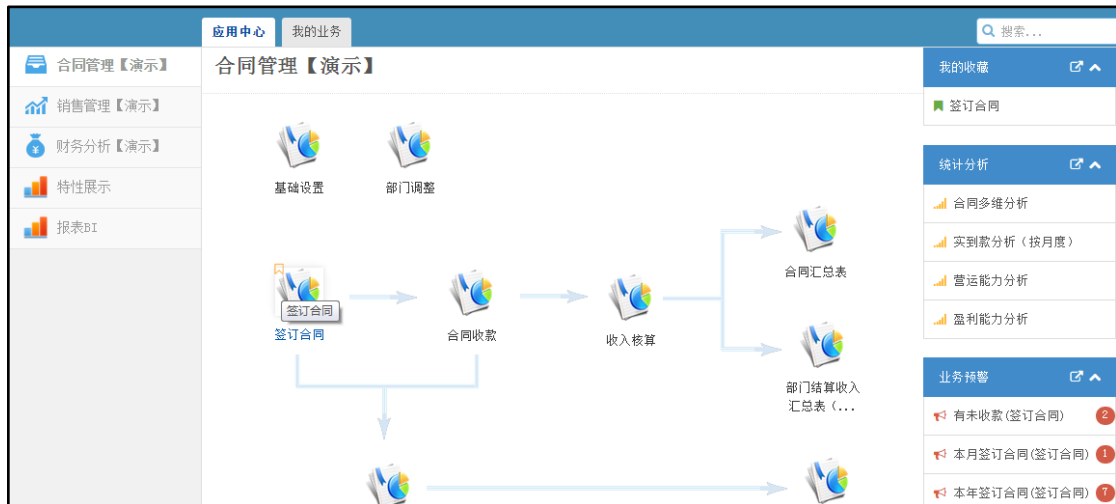 应用中心
我的业务
搜索...
合同管理【演示】
销售管理【演示】
财务分析【演示】
特性展示
报表BI
合同管理【演示】
基础设置
部门调整
签订合同
签订合同
合同收款
收入核算
合同汇总表
部门结算收入
汇总表（...
我的收藏
签订合同
统计分析
合同多维分析
实到款分析（按月度）
营运能力分析
盈利能力分析
业务预警
有未收款(签订合同) 2
本月签订合同(签订合同) 1
本年签订合同(签订合同) 7